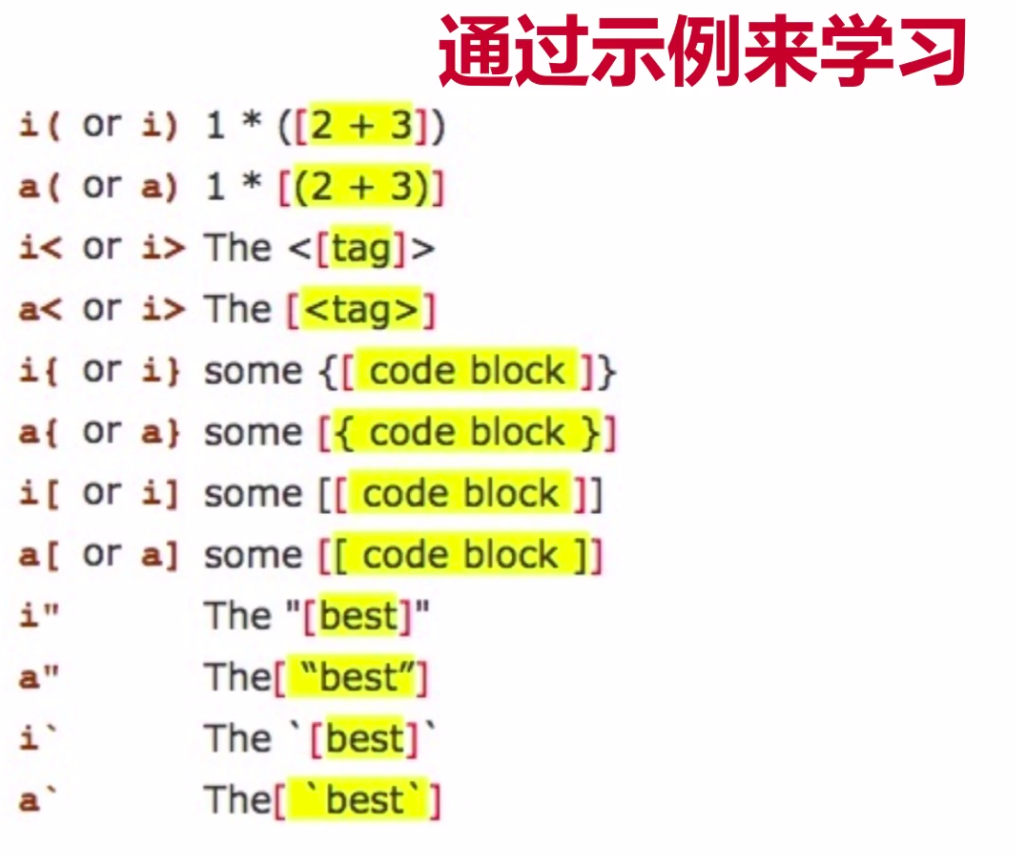 通过示例来学习
i( or i) 1 * ([2 + 3])
a( or a) 1 * [(2 + 3)]
i< or i> The <[tag]>
a< or i> The [<tag>]
i{ or i} some {[ code block ]}
a{ or a} some [{ code block }]
i[ or i] some [[ code block ]]
a[ or a] some [[ code block ]]
i" The "[best]"
a" The[ “best”]
i` The `[best]`
a` The[ `best`]